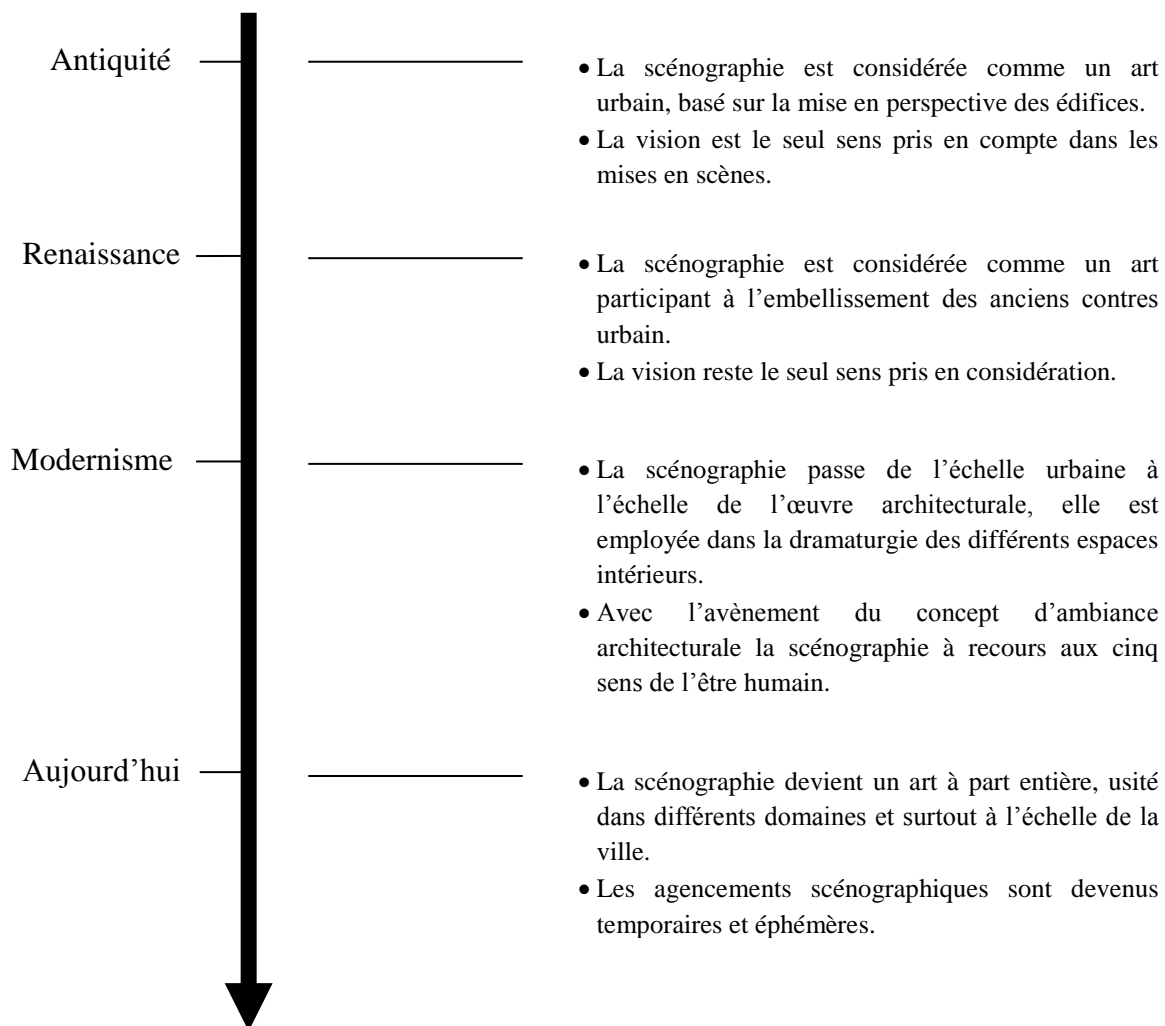 Antiquité
• La scénographie est considérée comme un art
urbain, basé sur la mise en perspective des édifices.
• La vision est le seul sens pris en compte dans les
mises en scènes.
Renaissance
• La scénographie est considérée comme un art
participant à l’embellissement des anciens contres
urbain.
• La vision reste le seul sens pris en considération.
Modernisme
• La scénographie passe de l’échelle urbaine à
l’échelle de l’œuvre architecturale, elle est
employée dans la dramaturgie des différents espaces
intérieurs.
• Avec l’avènement du concept d’ambiance
architecturale la scénographie à recours aux cinq
sens de l’être humain.
Aujourd’hui
• La scénographie devient un art à part entière, usité
dans différents domaines et surtout à l’échelle de la
ville.
• Les agencements scénographiques sont devenus
temporaires et éphémères.